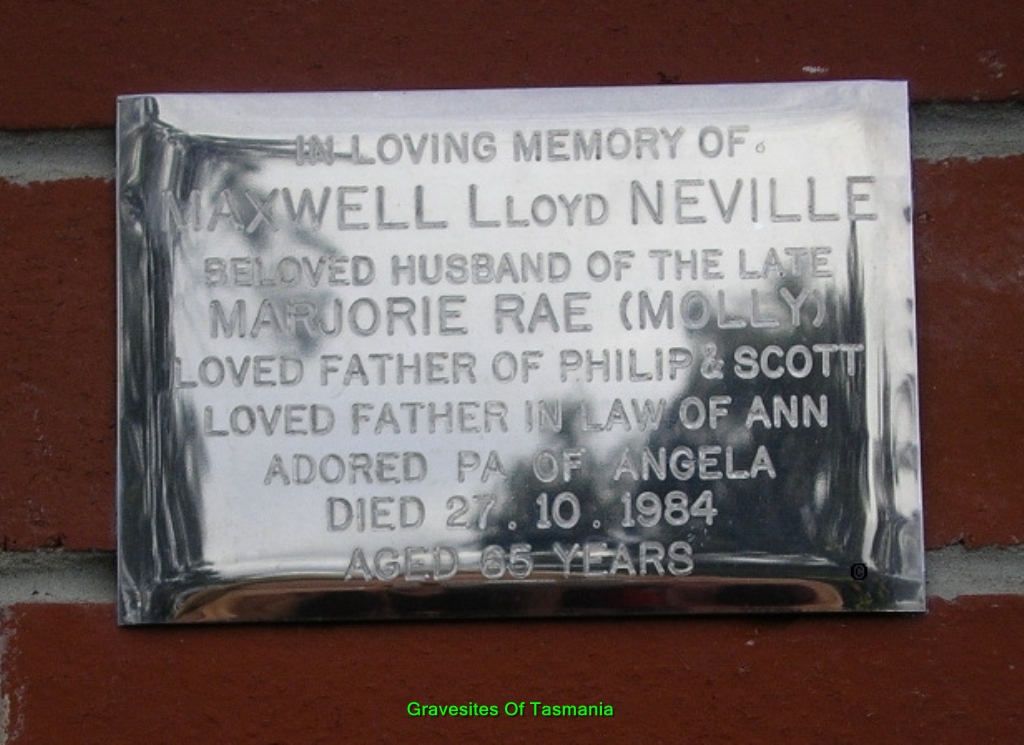 IN LOVING MEMORY OF
MAXWELL LLOYD NEVILLE
BELOVED HUSBAND OF THE LATE
MARJORIE RAE (MOLLY)
LOVED FATHER OF PHILIP & SCOTT
LOVED FATHER IN LAW OF ANN
ADORED PA OF ANGELA
DIED 27. 10. 1984
AGED 65 YEARS
©
Gravesites Of Tasmania